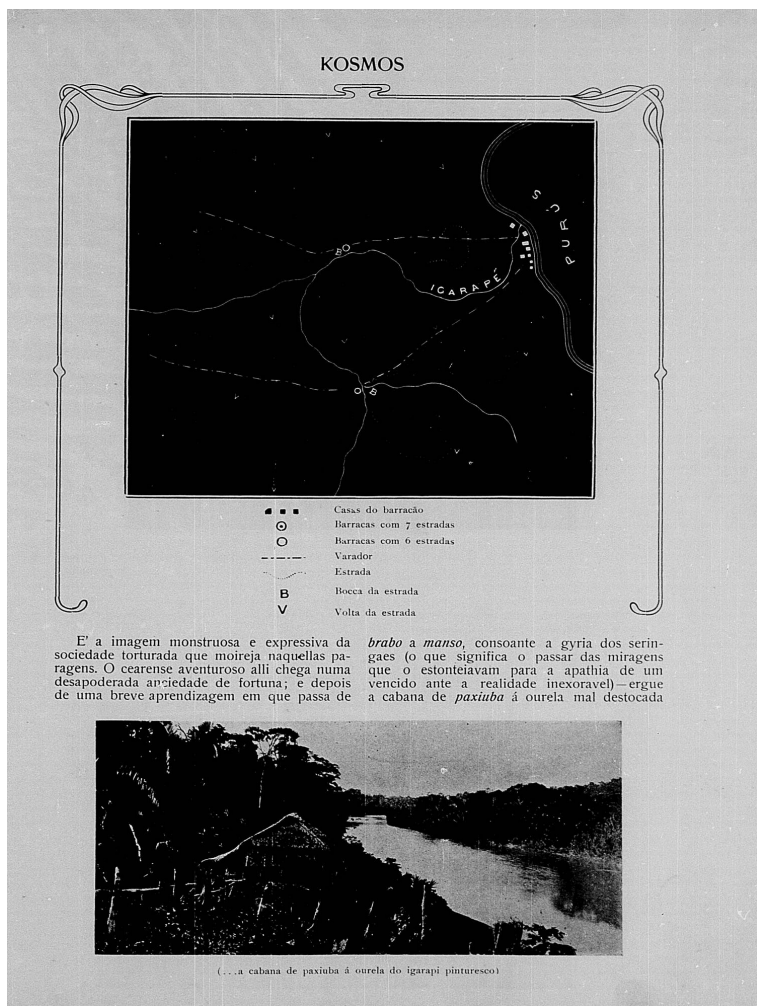 KOSMOS
PURÚS
IGARAPÉ
B
B
Casas do barracão
Barracas com 7 estradas
Barracas com 6 estradas
Varador
Estrada
B Bocca da estrada
V Volta da estrada
E' a imagem monstruosa e expressiva da
sociedade torturada que moireja naquellas pa-
ragens. O cearense aventuroso alli chega numa
desapoderada anciedade de fortuna; e depois
de uma breve aprendizagem em que passa de
brabo a manso, consoante a gyria dos serin-
gaes (o que significa o passar das miragens
que o estonteiavam para a apathia de um
vencido ante a realidade inexoravel)—ergue
a cabana de paxiuba á ourela mal destocada
(...a cabana de paxiuba á ourela do igarapi pinturesco)